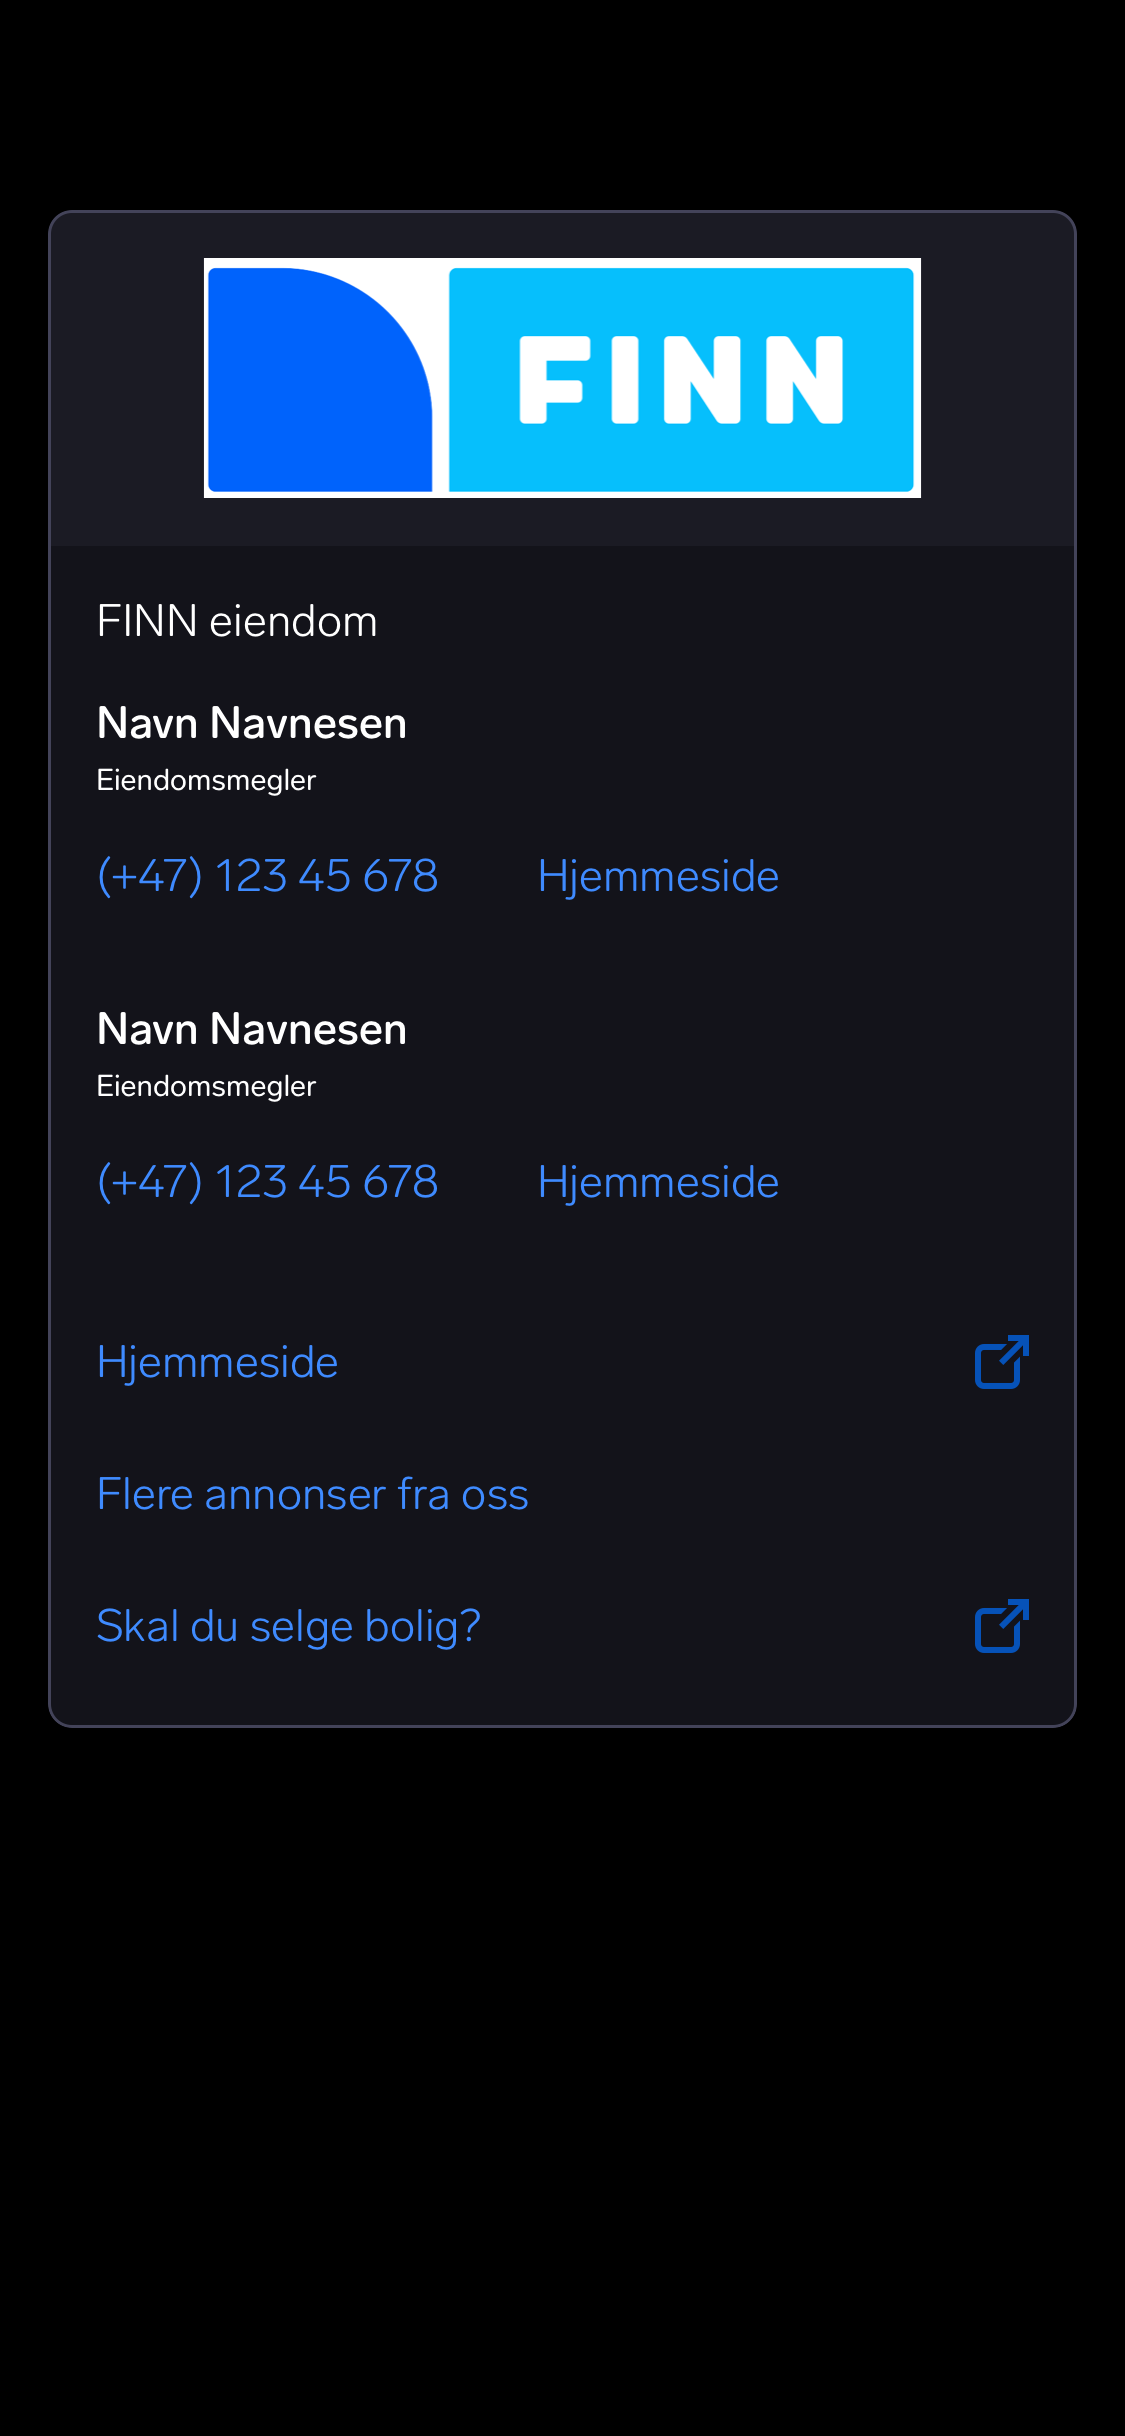 FINN
FINN eiendom
Navn Navnesen
Eiendomsmegler
(+47) 123 45 678 Hjemmeside
Navn Navnesen
Eiendomsmegler
(+47) 123 45 678 Hjemmeside
Hjemmeside
Flere annonser fra oss
Skal du selge bolig?